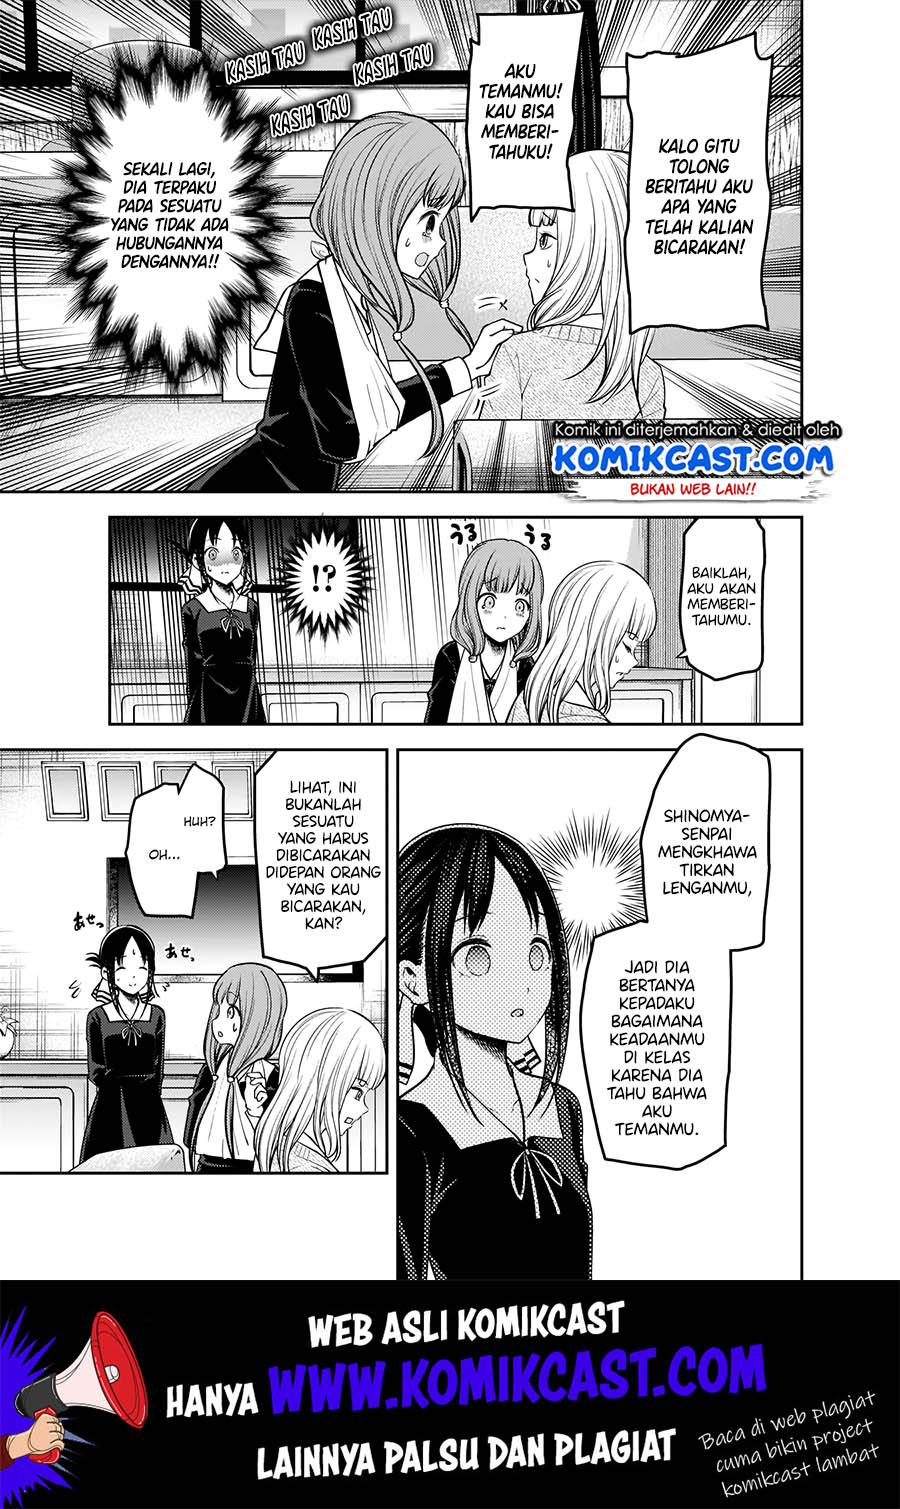 KALO GITU
TOLONG
BERITAHU AKU
APA YANG
TELAH KALIAN
BICARAKAN!
AKU
TEMANMU!
KAU BISA
MEMBERI-
TAHUKU!
KASIH TAU
KASIH TAU
KASIH TAU
KASIH TAU
SEKALI LAGI,
DIA TERPAKU
PADA SESUATU
YANG TIDAK ADA
HUBUNGANNYA
DENGANNYA!!
Komik ini diterjemahkan & diedit oleh
KOMIKCAST.COM
BUKAN WEB LAIN!!
BAIKLAH,
AKU AKAN
MEMBERI-
TAHUMU.
うる
うる
!?
SHINOMYA-
SENPAI
MENGKHAWA
TIRKAN
LENGANMU,
JADI DIA
BERTANYA
KEPADAKU
BAGAIMANA
KEADAANMU
DI KELAS
KARENA DIA
TAHU BAHWA
AKU
TEMANMU.
LIHAT, INI
BUKANLAH
SESUATU
YANG HARUS
DIBICARAKAN
DIDEPAN ORANG
YANG KAU
BICARAKAN,
KAN?
HUH?
OH...
あせっ
あせっ
WEB ASLI KOMIKCAST
HANYA WWW.KOMIKCAST.COM
LAINNYA PALSU DAN PLAGIAT
Baca di web plagiat
cuma bikin project
komikcast lambat